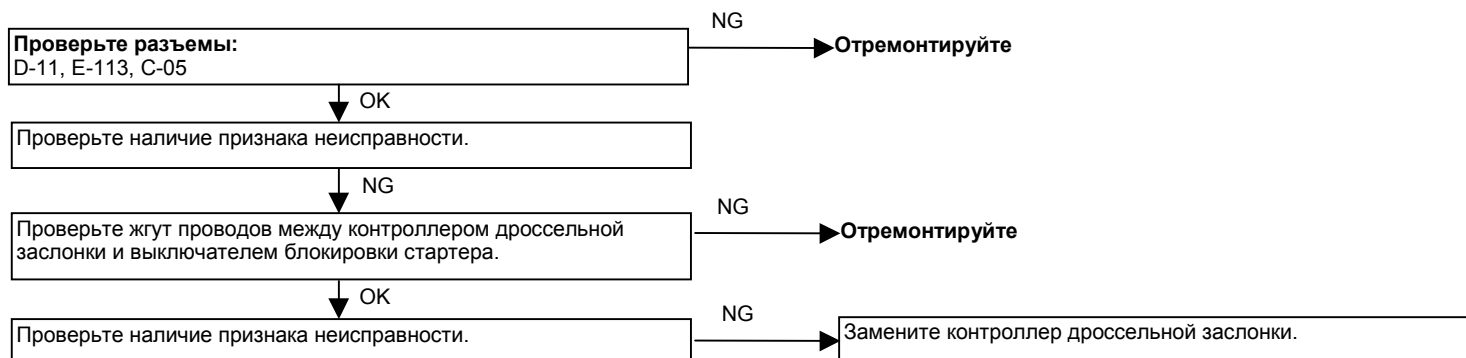 NG
Проверьте разъемы:
D-11, E-113, C-05
Отремонтируйте
OK
Проверьте наличие признака неисправности.
NG
NG
Проверьте жгут проводов между контроллером дроссельной
заслонки и выключателем блокировки стартера.
Отремонтируйте
OK
NG
Проверьте наличие признака неисправности.
Замените контроллер дроссельной заслонки.